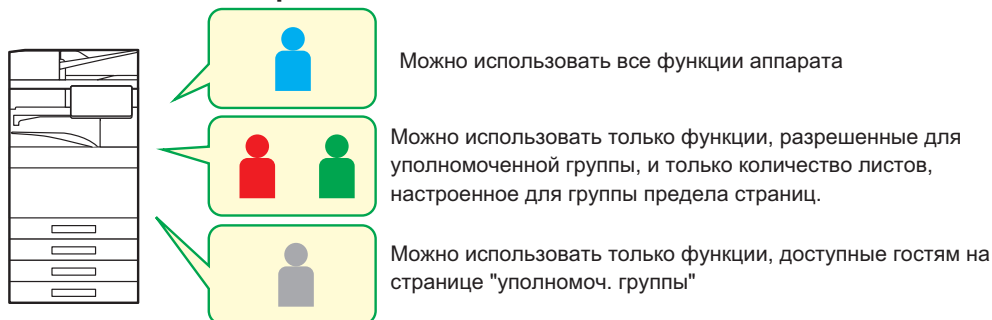 Можно использовать все функции аппарата
Можно использовать только функции, разрешенные для
уполномоченной группы, и только количество листов,
настроенное для группы предела страниц.
Можно использовать только функции, доступные гостям на
странице "уполномоч. группы"